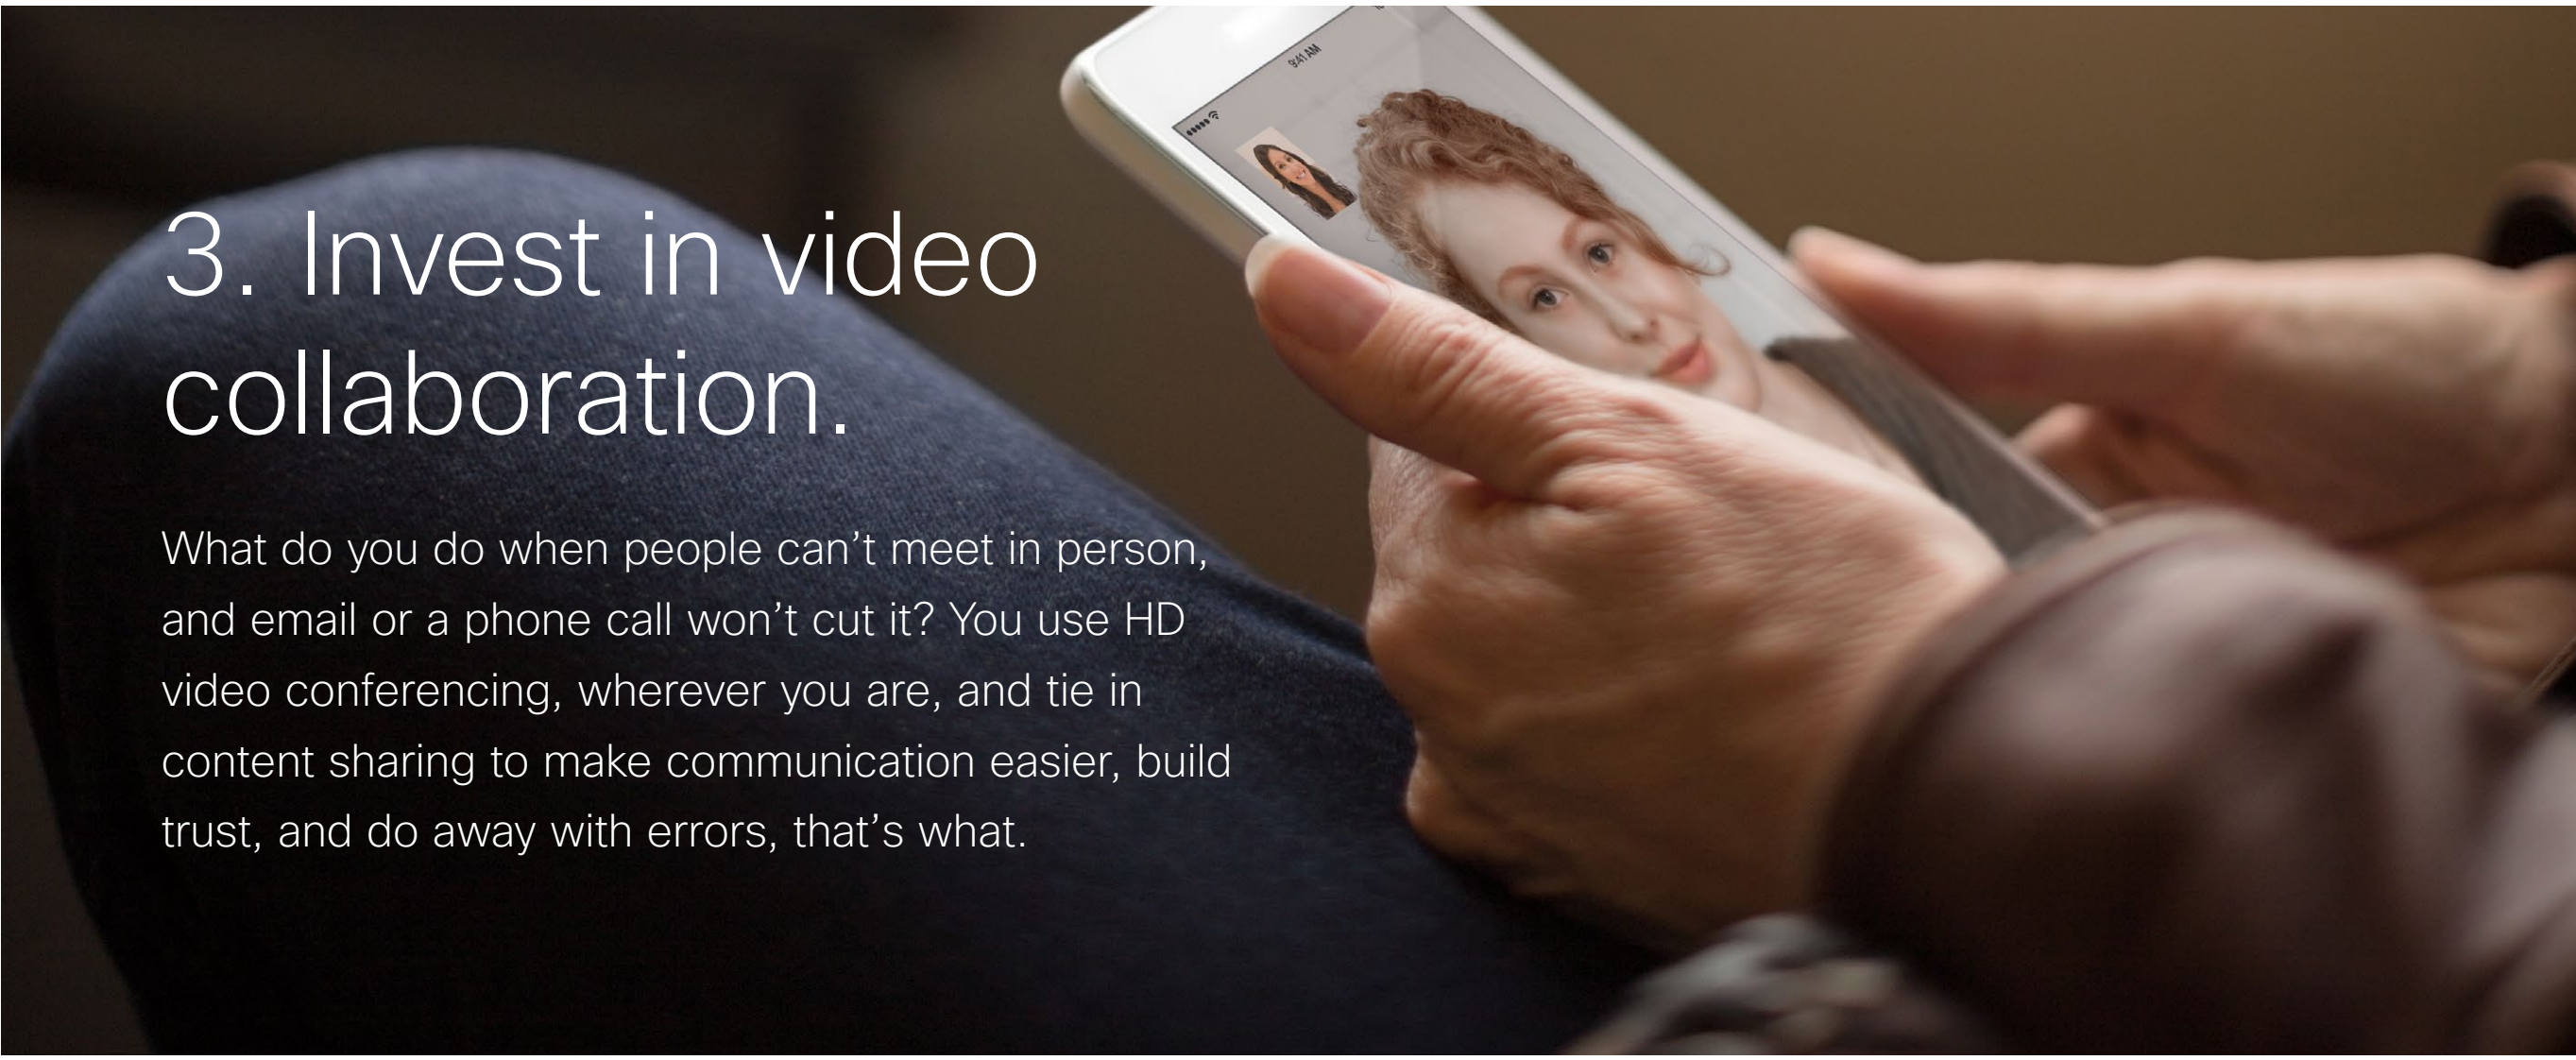 9:41 AM
3. Invest in video
collaboration.
What do you do when people can’t meet in person,
and email or a phone call won’t cut it? You use HD
video conferencing, wherever you are, and tie in
content sharing to make communication easier, build
trust, and do away with errors, that’s what.